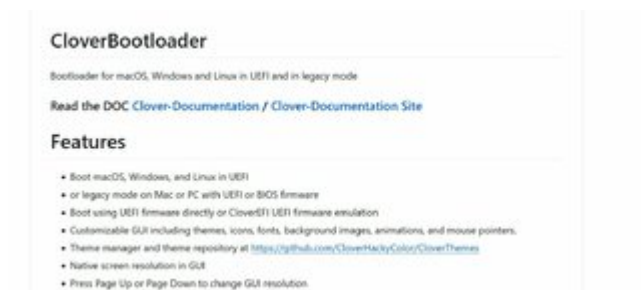 CloverBootloader
Bootloader for macOS, Windows and Linux in UEFI and in legacy mode
Read the DOC Clover-Documentation / Clover-Documentation Site
Features
• Boot macOS, Windows, and Linux in UEFI
• or legacy mode on Mac or PC with UEFI or BIOS firmware
• Boot using UEFI firmware directly or CloverEFI UEFI firmware emulation
• Customizable GUI including themes, icons, fonts, background images, animations, and mouse pointers.
• Theme manager and theme repository at https://github.com/CloverHackyColor/CloverThemes
• Native screen resolution in GUI
• Press Page Up or Page Down to change GUI resolution